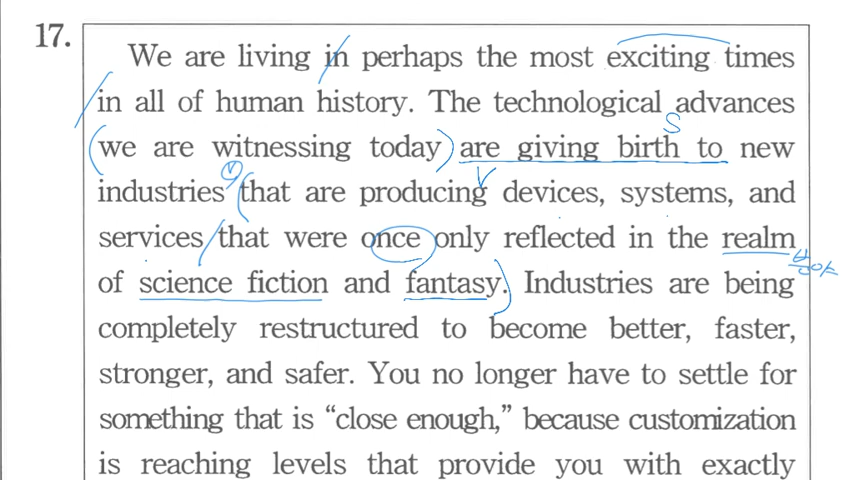 17.
We are living in perhaps the most exciting times
in all of human history. The technological advances
S
we are witnessing today are giving birth to new
V
industries that are producing devices, systems, and
services that were once only reflected in the realm
분야
of science fiction and fantasy. Industries are being
completely restructured to become better, faster,
stronger, and safer. You no longer have to settle for
something that is “close enough,” because customization
is reaching levels that provide you with exactly